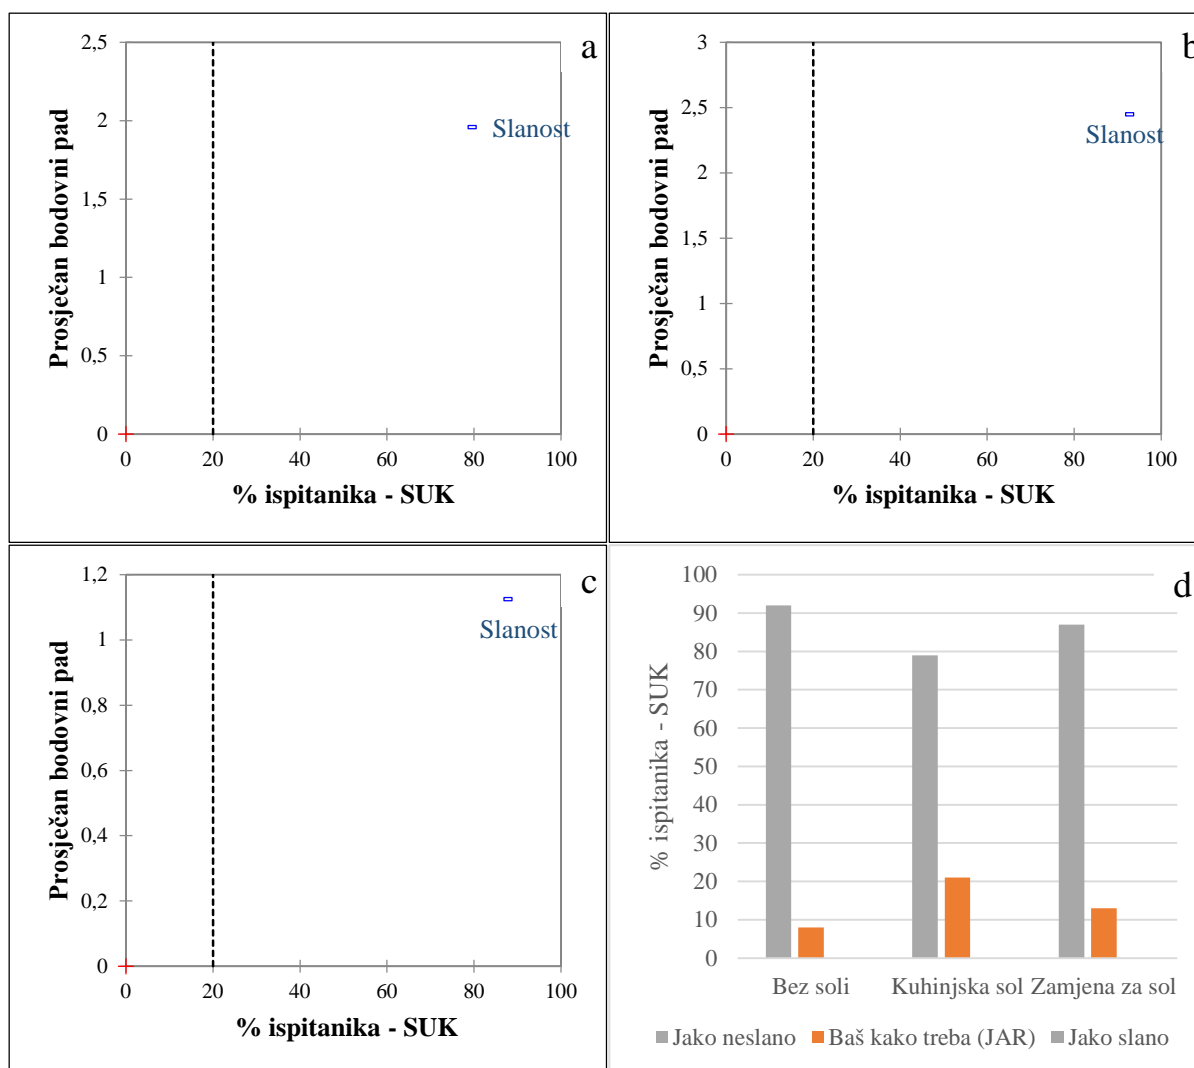 a
Prosječan bodovni pad
2,5
2
1,5
1
0,5
0
Slanost
0 20 40 60 80 100
% ispitanika - SUK
b
Prosječan bodovni pad
3
2,5
2
1,5
1
0,5
0
Slanost
0 20 40 60 80 100
% ispitanika - SUK
c
Prosječan bodovni pad
1,2
1
0,8
0,6
0,4
0,2
0
Slanost
0 20 40 60 80 100
% ispitanika - SUK
d
% ispitanika - SUK
100
90
80
70
60
50
40
30
20
10
0
Bez soli Kuhinjska sol Zamjena za sol
Jako neslano Baš kako treba (JAR) Jako slano